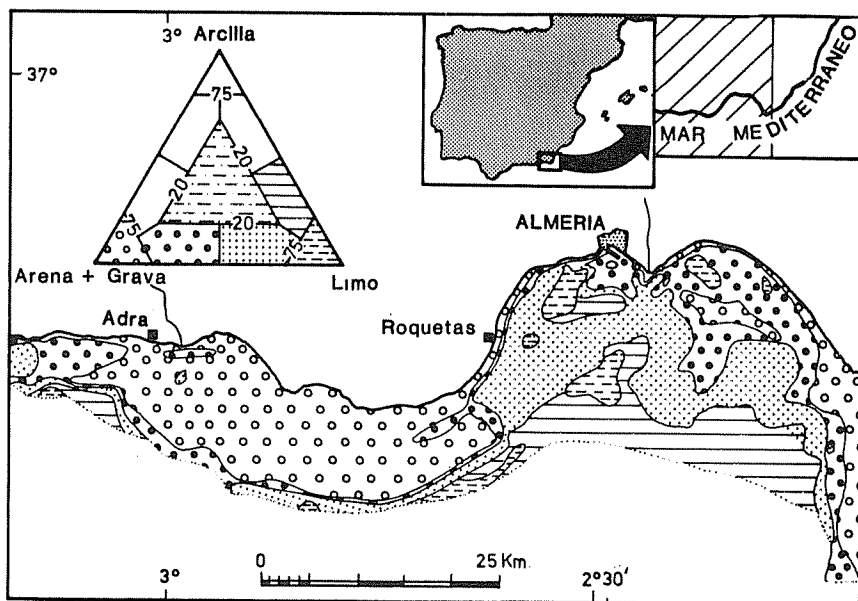 3°
Arcilla
37°
75
20
20
75
20
75
Arena + Grava
Limo
MAR MEDITERRANEO
ALMERIA
Adra
Roquetas
0 25 Km.
3°
2°30'